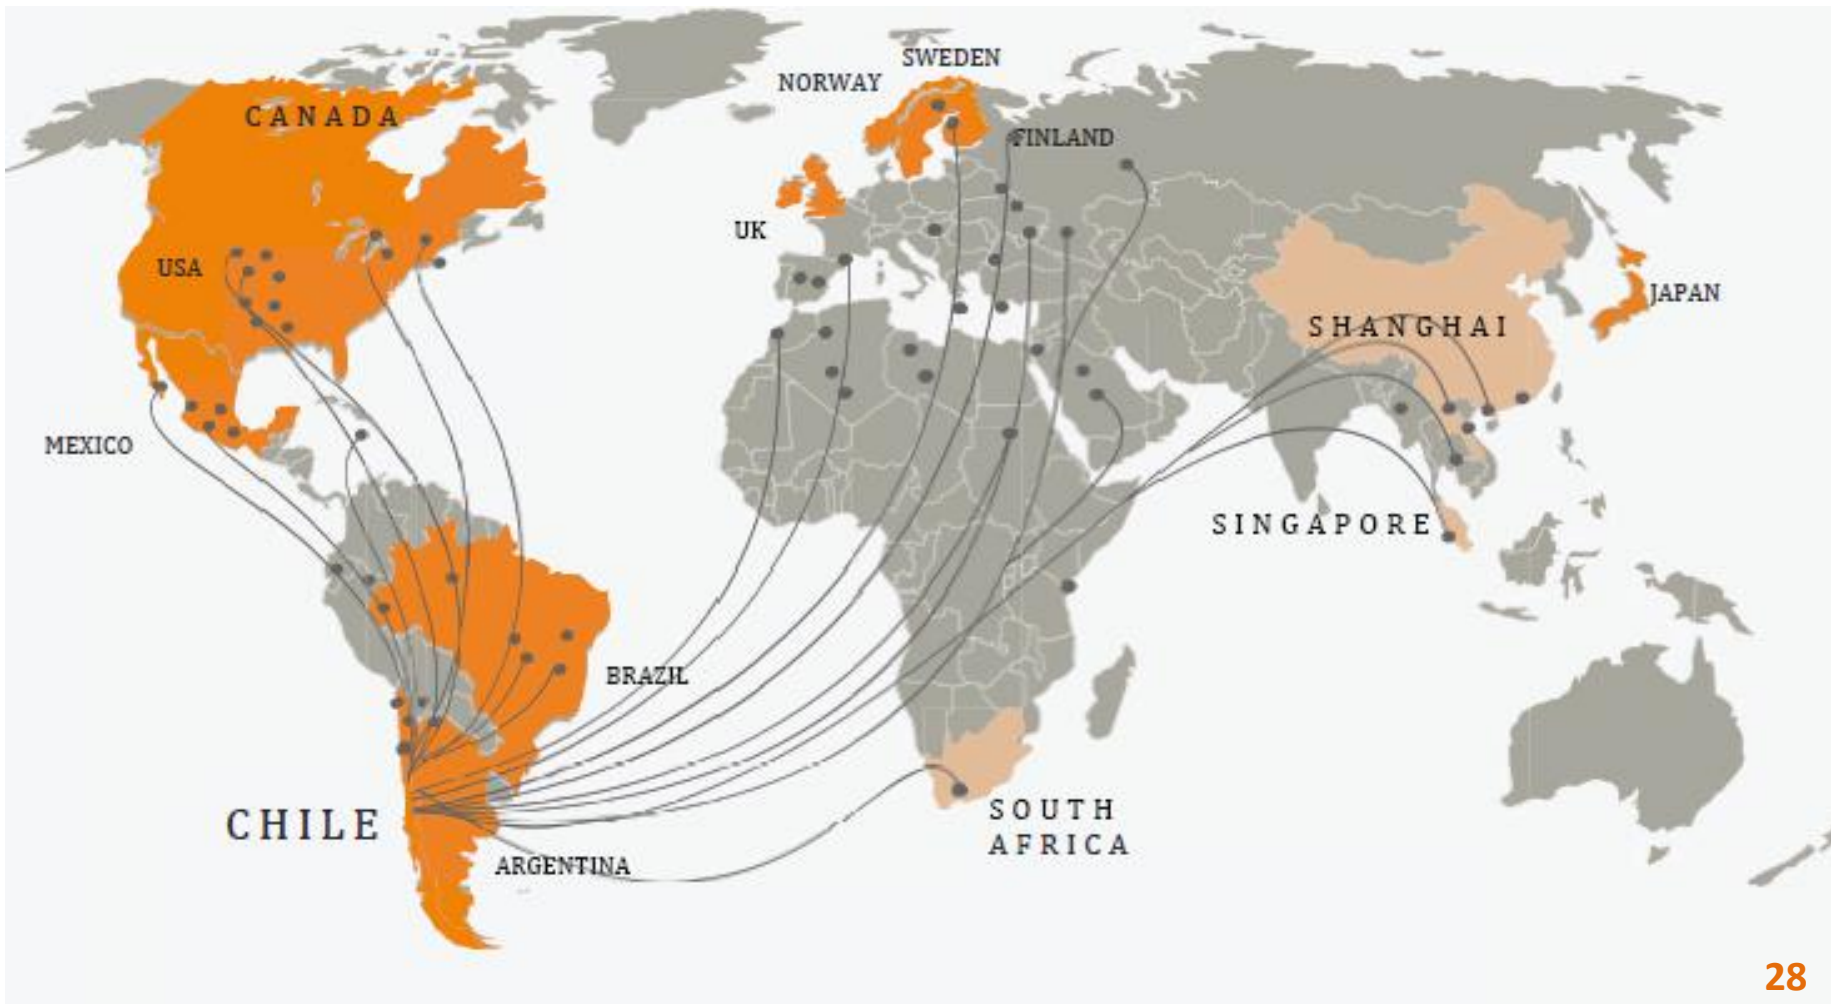 SWEDEN
NORWAY
CANADA
FINLAND
UK
USA
JAPAN
SHANGHAI
MEXICO
SINGAPORE
BRAZIL
CHILE
SOUTH
AFRICA
ARGENTINA
28